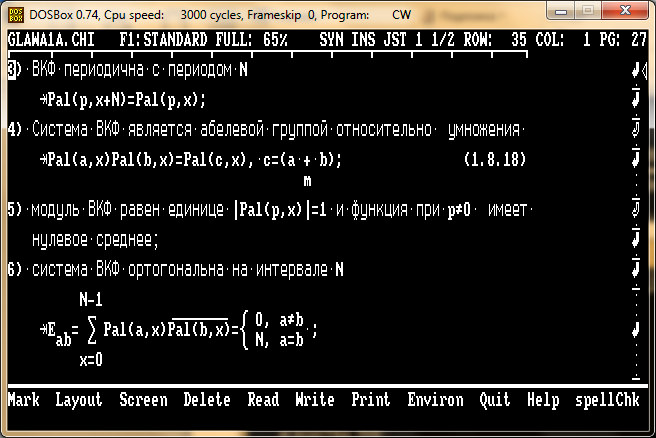 DOSBox 0.74, Cpu speed: 3000 cycles, Frameskip 0, Program: CW
GLAWA1A.CHI F1:STANDARD FULL: 65% SYN INS JST 1 1/2 ROW: 35 COL: 1 PG: 27
3) ВКФ периодична с периодом N
Pal(p,x+N)=Pal(p,x);
4) Система ВКФ является абелевой группой относительно умножения
Pal(a,x)Pal(b,x)=Pal(c,x), c=(a + b); (1.8.18)
m
5) модуль ВКФ равен единице |Pal(p,x)|=1 и функция при p≠0 имеет
нулевое среднее;
6) система ВКФ ортогональна на интервале N
N-1
E_ab= ∑ Pal(a,x)Pal(b,x)={ 0, a≠b
N, a=b ;
x=0
Mark Layout Screen Delete Read Write Print Environ Quit Help spellChk